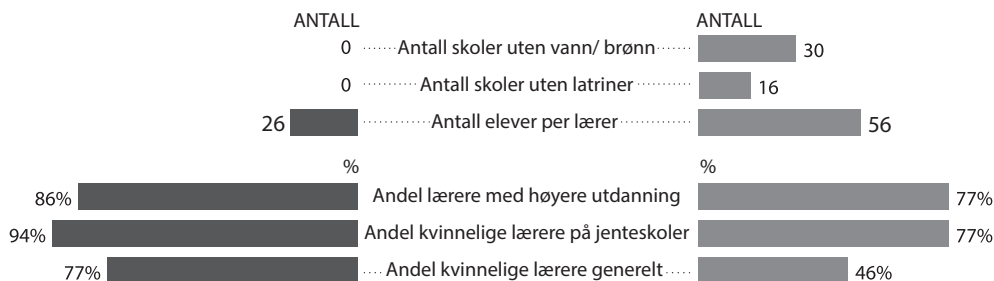 ANTALL ANTALL
0 Antall skoler uten vann/ brønn 30
0 Antall skoler uten latriner 16
26 Antall elever per lærer 56
% %
86% Andel lærere med høyere utdanning 77%
94% Andel kvinnelige lærere på jenteskoler 77%
77% Andel kvinnelige lærere generelt 46%